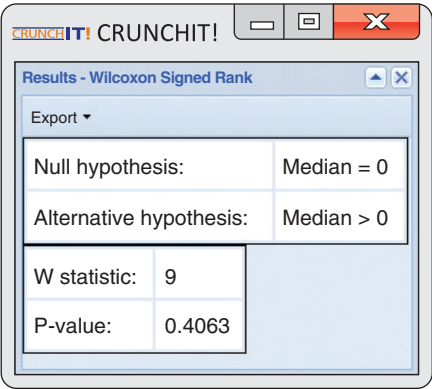 CRUNCHIT! CRUNCHIT!
Results - Wilcoxon Signed Rank
Export
Null hypothesis: Median = 0
Alternative hypothesis: Median > 0
W statistic: 9
P-value: 0.4063